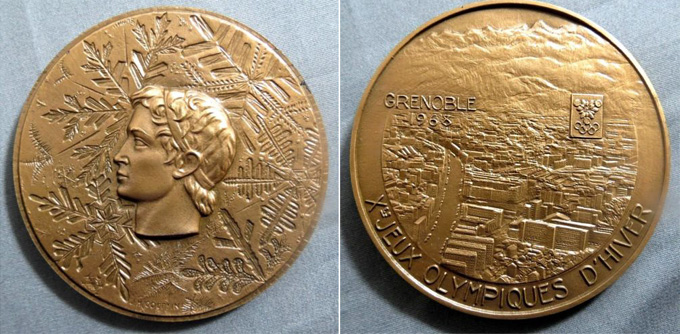 GRENOBLE
1968
Xes JEUX OLYMPIQUES D'HIVER